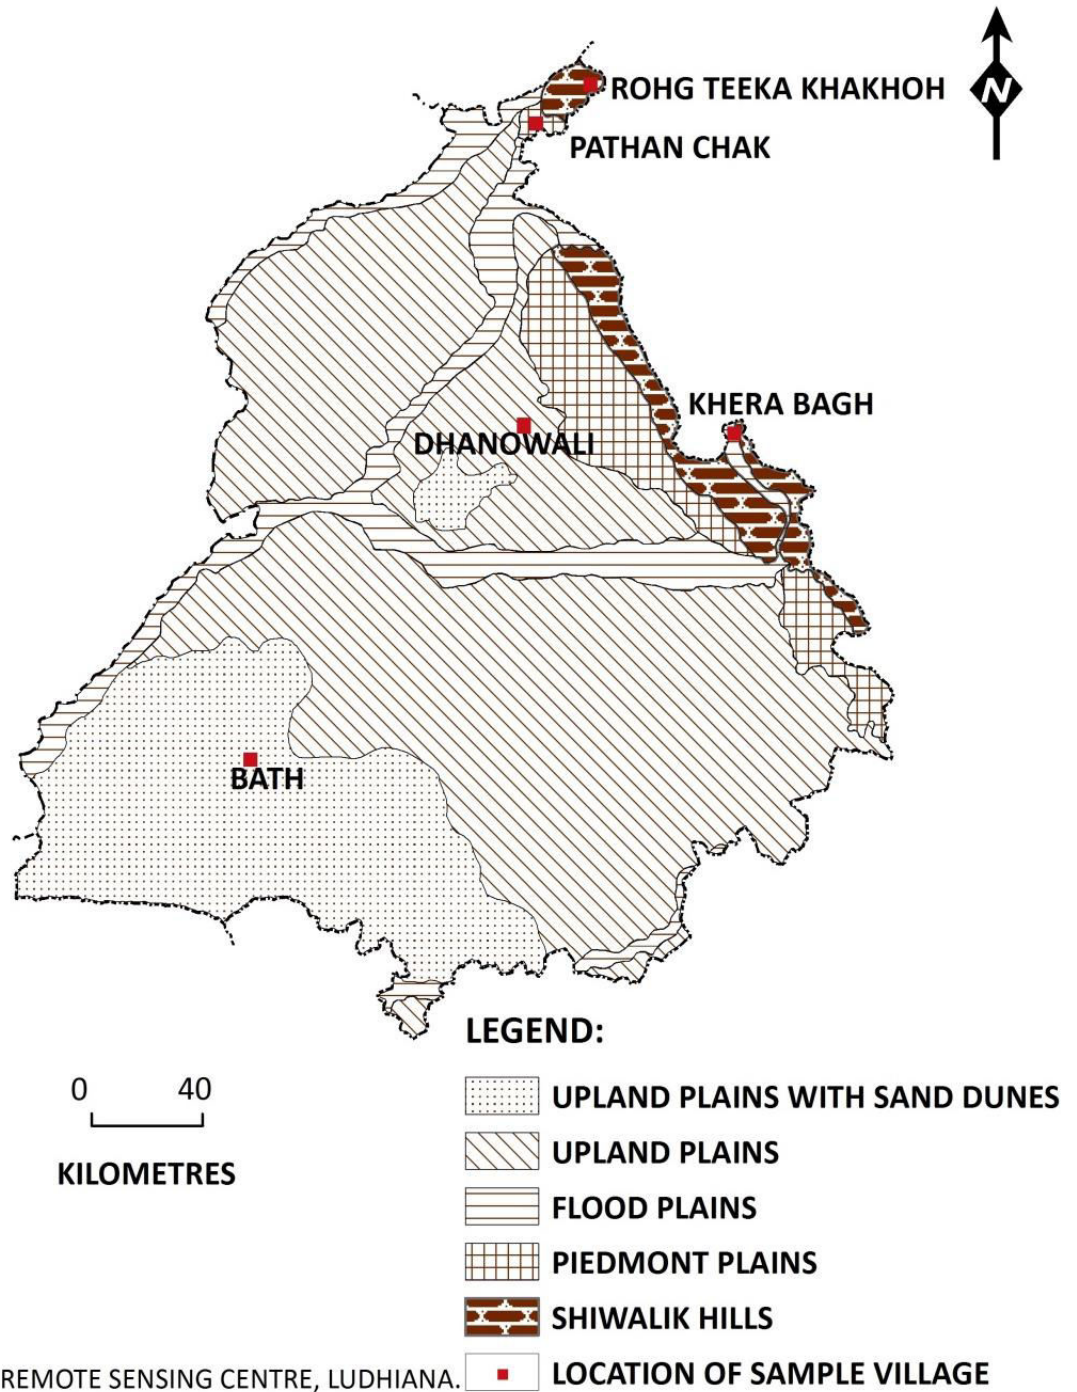 N
ROHG TEEKA KHAKHOH
PATHAN CHAK
KHERA BAGH
DHANOWALI
BATH
LEGEND:
0 40
KILOMETRES
UPLAND PLAINS WITH SAND DUNES
UPLAND PLAINS
FLOOD PLAINS
PIEDMONT PLAINS
SHIWALIK HILLS
LOCATION OF SAMPLE VILLAGE
REMOTE SENSING CENTRE, LUDHIANA.